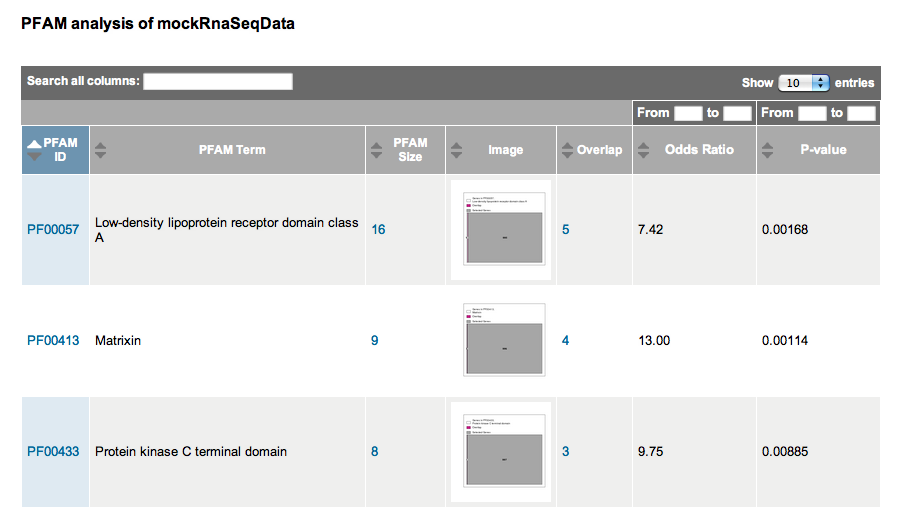 PFAM analysis of mockRnaSeqData
Search all columns:
Show 10 entries
From to From to
PFAM ID PFAM Term PFAM Size Image Overlap Odds Ratio P-value
PF00057 Low-density lipoprotein receptor domain class A 16 5 7.42 0.00168
PF00413 Matrixin 9 4 13.00 0.00114
PF00433 Protein kinase C terminal domain 8 3 9.75 0.00885